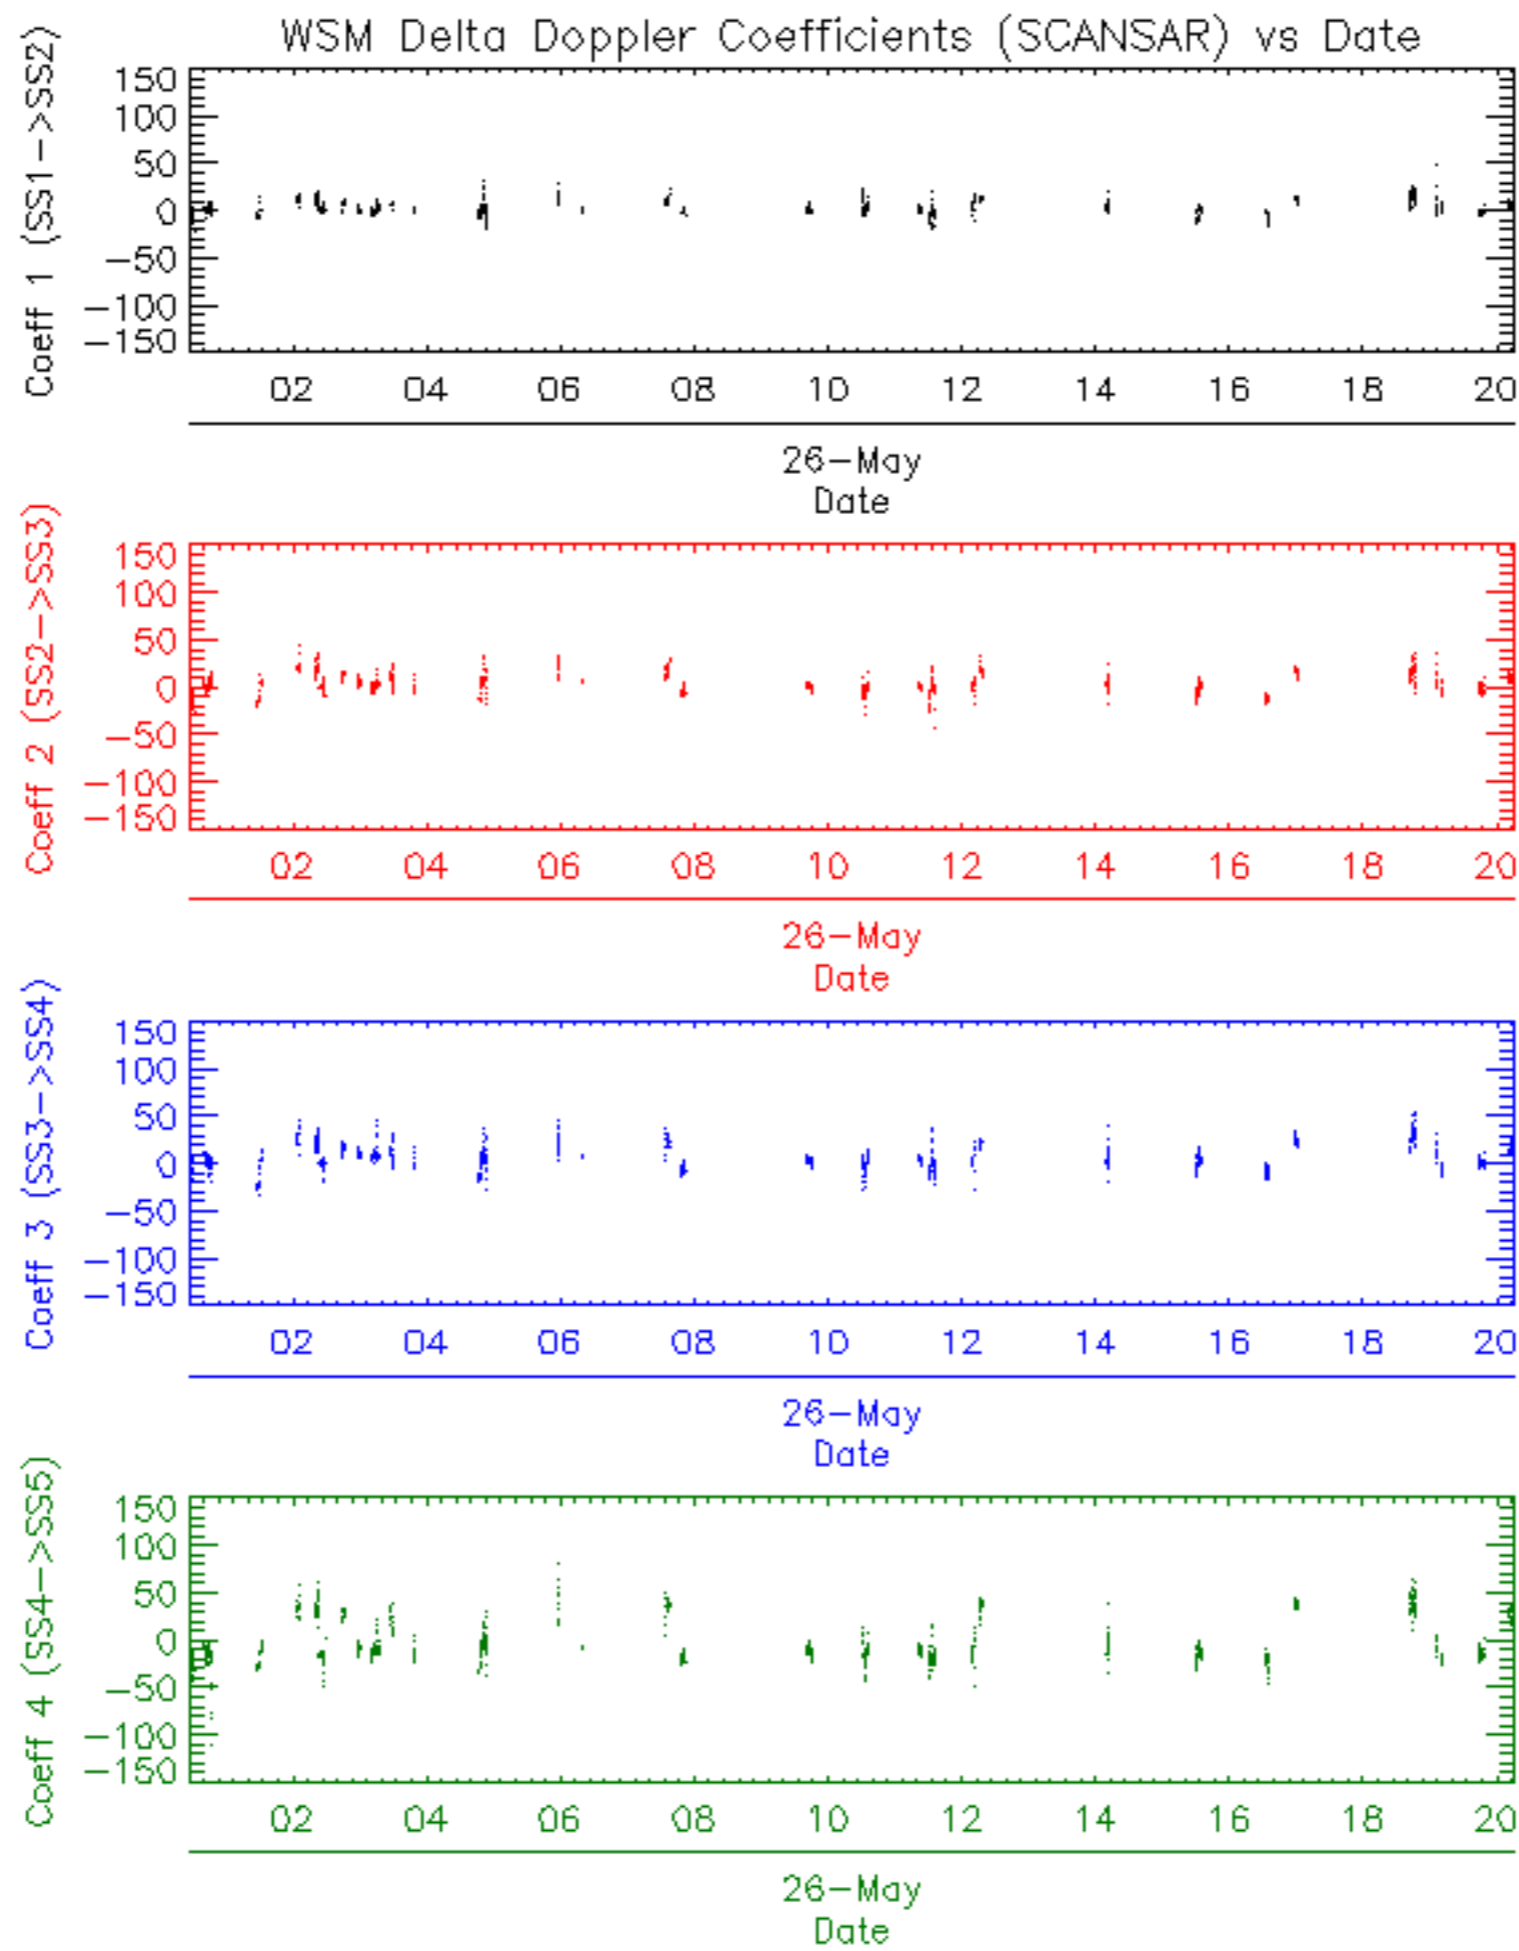 WSM Delta Doppler Coefficients (SCANSAR) vs Date
Coeff 1 (SS1->SS2)
150
100
50
0
-50
-100
-150
02 04 06 08 10 12 14 16 18 20
26-May
Date
Coeff 2 (SS2->SS3)
150
100
50
0
-50
-100
-150
02 04 06 08 10 12 14 16 18 20
26-May
Date
Coeff 3 (SS3->SS4)
150
100
50
0
-50
-100
-150
02 04 06 08 10 12 14 16 18 20
26-May
Date
Coeff 4 (SS4->SS5)
150
100
50
0
-50
-100
-150
02 04 06 08 10 12 14 16 18 20
26-May
Date